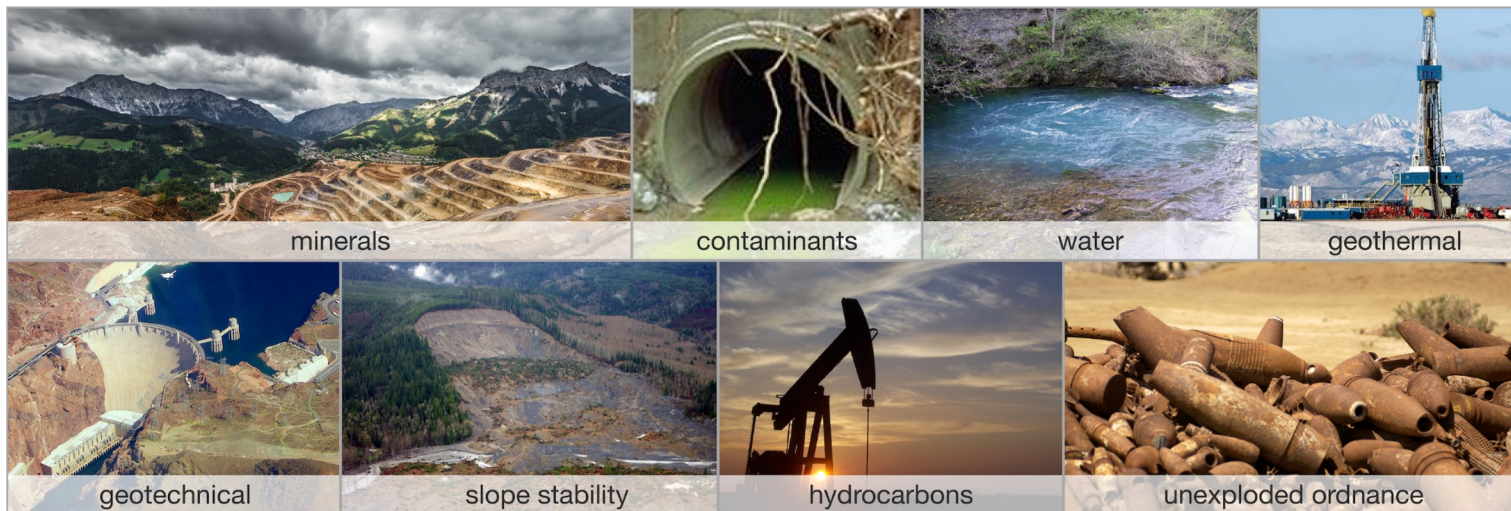 minerals
contaminants
water
geothermal
geotechnical
slope stability
hydrocarbons
unexploded ordnance